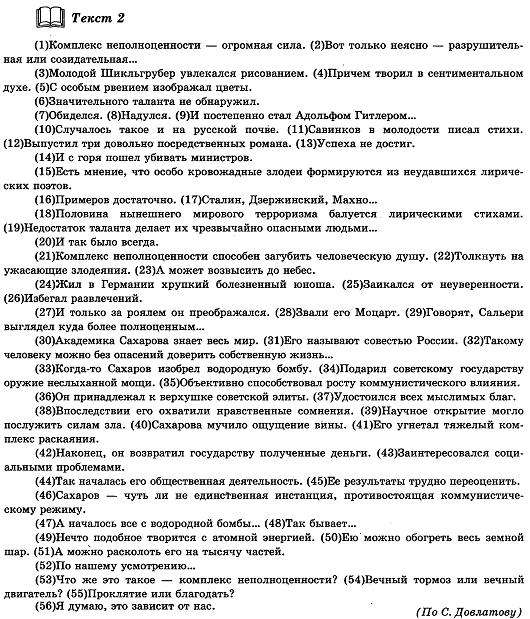 Текст 2
(1)Комплекс неполноценности — огромная сила. (2)Вот только неясно — разрушитель-
ная или созидательная...
(3)Молодой Шикльгрубер увлекался рисованием. (4)Причем творил в сентиментальном
духе. (5)С особым рвением изображал цветы.
(6)Значительного таланта не обнаружил.
(7)Обиделся. (8)Надулся. (9)И постепенно стал Адольфом Гитлером...
(10)Случалось такое и на русской почве. (11)Савинков в молодости писал стихи.
(12)Выпустил три довольно посредственных романа. (13)Успеха не достиг.
(14)И с горя пошел убивать министров.
(15)Есть мнение, что особо кровожадные злодеи формируются из неудавшихся лириче-
ских поэтов.
(16)Примеров достаточно. (17)Сталин, Дзержинский, Махно...
(18)Половина нынешнего мирового терроризма балуется лирическими стихами.
(19)Недостаток таланта делает их чрезвычайно опасными людьми...
(20)И так было всегда.
(21)Комплекс неполноценности способен загубить человеческую душу. (22)Толкнуть на
ужасающие злодеяния. (23)А может возвысить до небес.
(24)Жил в Германии хрупкий болезненный юноша. (25)Заикался от неуверенности.
(26)Избегал развлечений.
(27)И только за роялем он преображался. (28)Звали его Моцарт. (29)Говорят, Сальери
выглядел куда более полноценным...
(30)Академика Сахарова знает весь мир. (31)Его называют совестью России. (32)Такому
человеку можно без опасений доверить собственную жизнь...
(33)Когда-то Сахаров изобрел водородную бомбу. (34)Подарил советскому государству
оружие неслыханной мощи. (35)Объективно способствовал росту коммунистического влияния.
(36)Он принадлежал к верхушке советской элиты. (37)Удостоился всех мыслимых благ.
(38)Впоследствии его охватили нравственные сомнения. (39)Научное открытие могло
послужить силам зла. (40)Сахарова мучило ощущение вины. (41)Его угнетал тяжелый ком-
плекс раскаяния.
(42)Наконец, он возвратил государству полученные деньги. (43)Заинтересовался соци-
альными проблемами.
(44)Так началась его общественная деятельность. (45)Ее результаты трудно переоценить.
(46)Сахаров — чуть ли не единственная инстанция, противостоящая коммунистиче-
скому режиму.
(47)А началось все с водородной бомбы... (48)Так бывает...
(49)Нечто подобное творится с атомной энергией. (50)Ею можно обогреть весь земной
шар. (51)А можно расколоть его на тысячу частей.
(52)По нашему усмотрению...
(53)Что же это такое — комплекс неполноценности? (54)Вечный тормоз или вечный
двигатель? (55)Проклятие или благодать?
(56)Я думаю, это зависит от нас.
(По С. Довлатову)